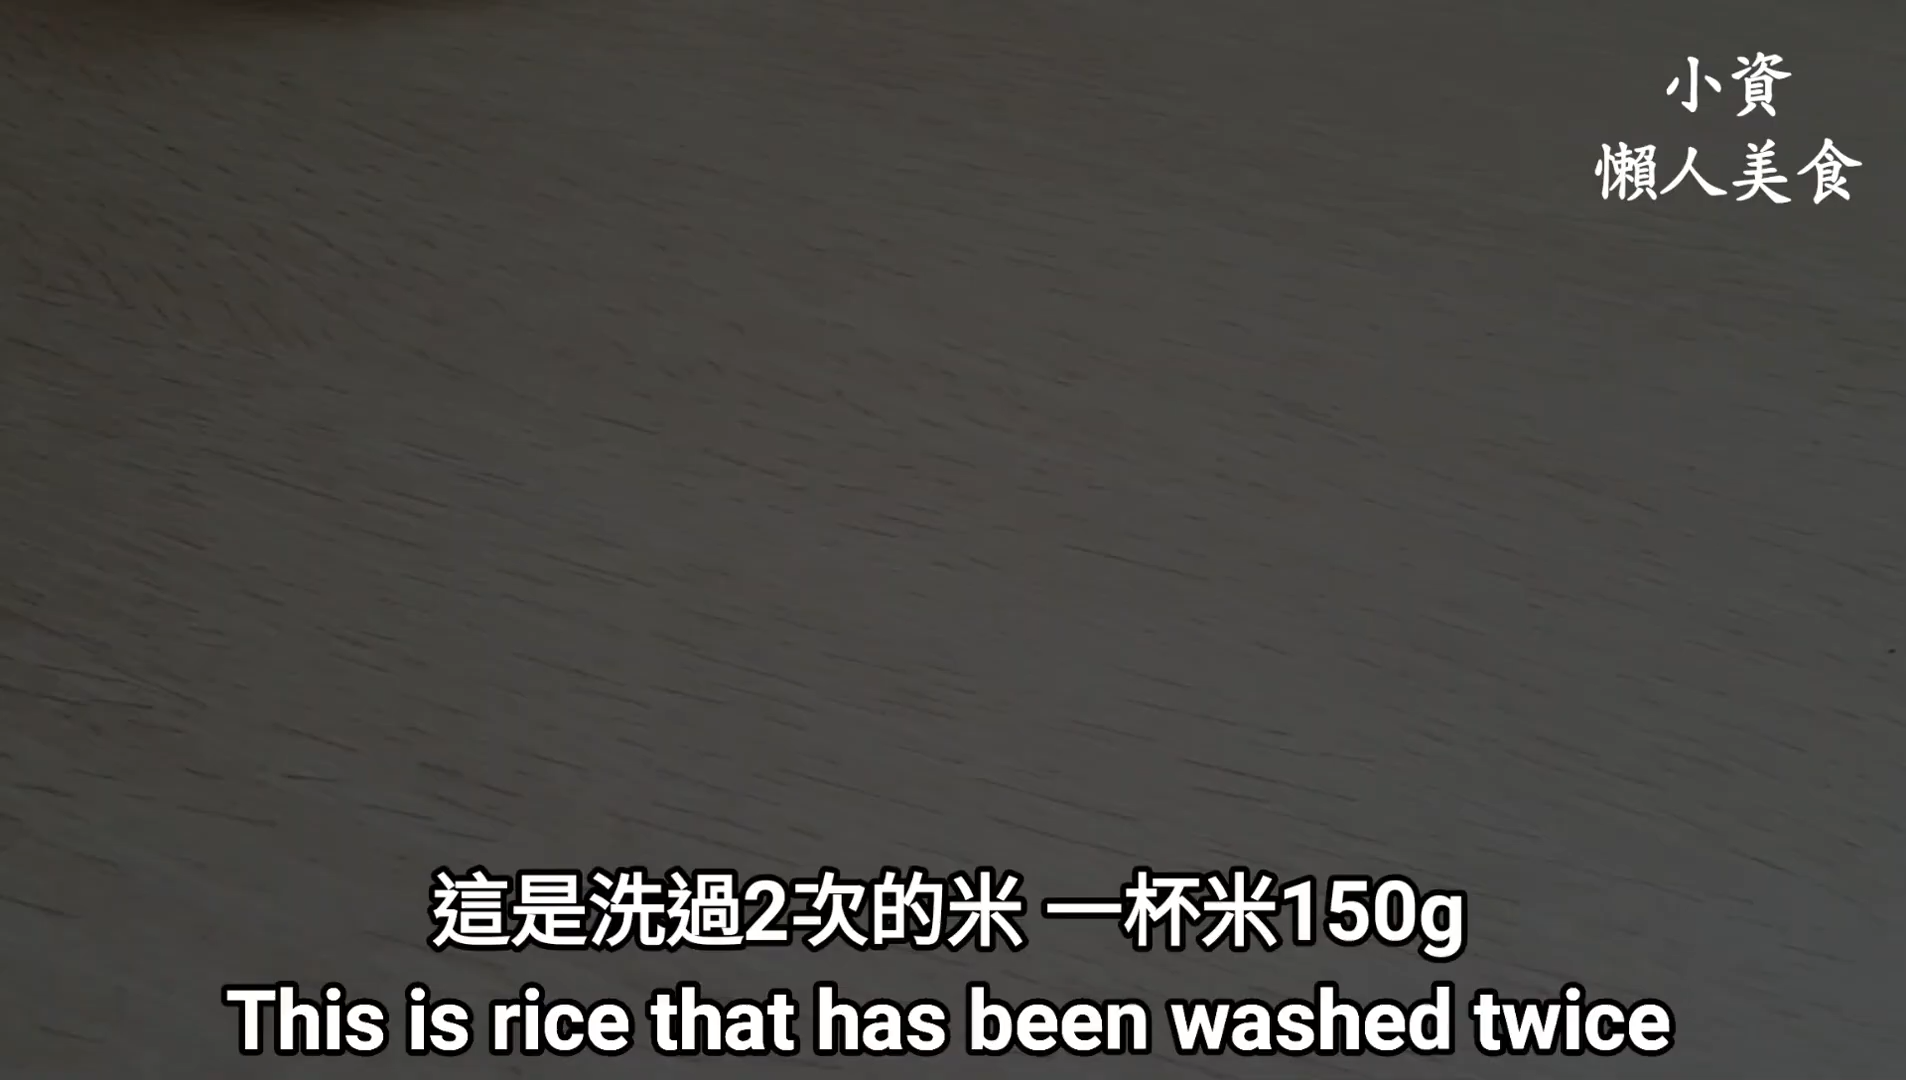 小資
懶人美食
這是洗過2次的米 一杯米150g
This is rice that has been washed twice